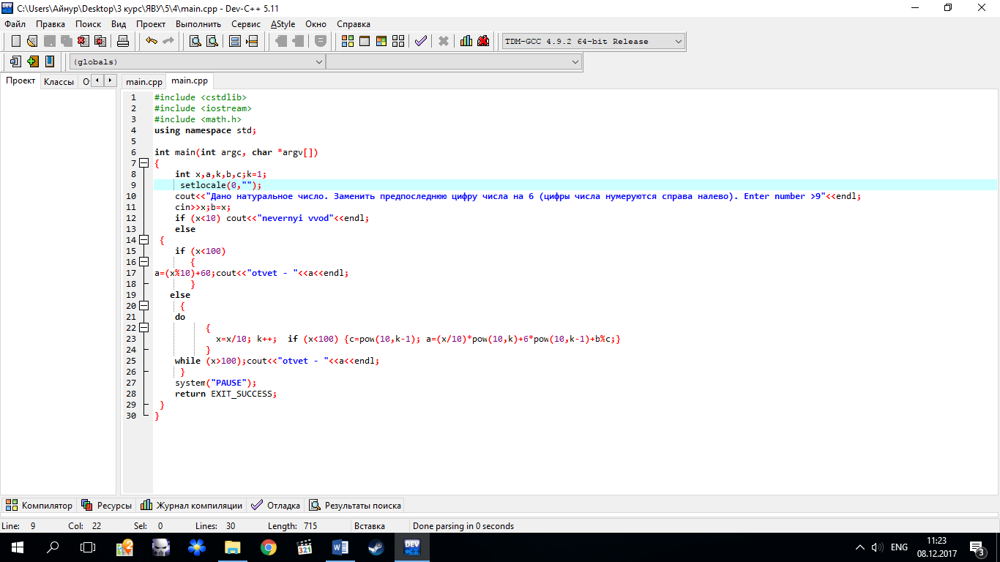 C:\Users\Айнур\Desktop\3 курс\ЯВУ\5\4\main.cpp - Dev-C++ 5.11
Файл Правка Поиск Вид Проект Выполнить Сервис AStyle Окно Справка
TDM-GCC 4.9.2 64-bit Release
(globals)
Проект Классы О main.cpp main.cpp
1 #include <cstdlib>
2 #include <iostream>
3 #include <math.h>
4 using namespace std;
5
6 int main(int argc, char *argv[])
7 {
8 int x,a,k,b,c;k=1;
9 setlocale(0,"");
10 cout<<"Дано натуральное число. Заменить предпоследнюю цифру числа на 6 (цифры числа нумеруются справа налево). Enter number >9"<<endl;
11 cin>>x;b=x;
12 if (x<10) cout<<"nevernyi vvod"<<endl;
13 else
14 {
15 if (x<100)
16 {
17 a=(x%10)+60;cout<<"otvet - "<<a<<endl;
18 }
19 else
20 {
21 do
22 {
23 x=x/10; k++;  if (x<100) {c=pow(10,k-1); a=(x/10)*pow(10,k)+6*pow(10,k-1)+b%c;}
24 }
25 while (x>100);cout<<"otvet - "<<a<<endl;
26 }
27 system("PAUSE");
28 return EXIT_SUCCESS;
29 }
30 }
Компилятор Ресурсы Журнал компиляции Отладка Результаты поиска
Line: 9 Col: 22 Sel: 0 Lines: 30 Length: 715 Вставка Done parsing in 0 seconds
321 DEV ENG 11:23
08.12.2017 3